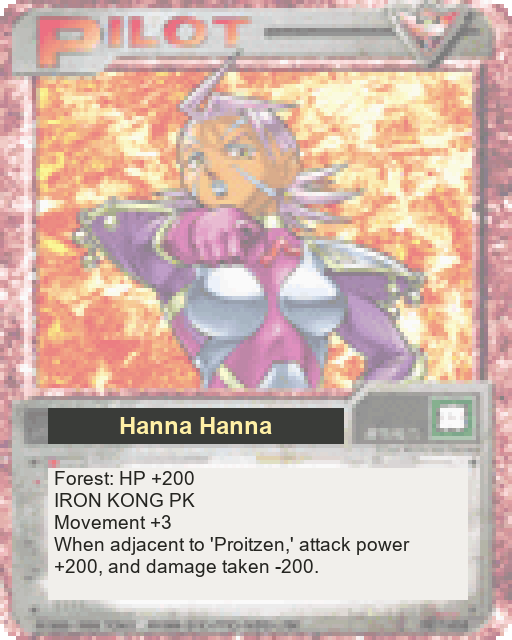 PILOT
Hanna Hanna
Forest: HP +200
IRON KONG PK
Movement +3
When adjacent to 'Proitzen,' attack power
+200, and damage taken -200.